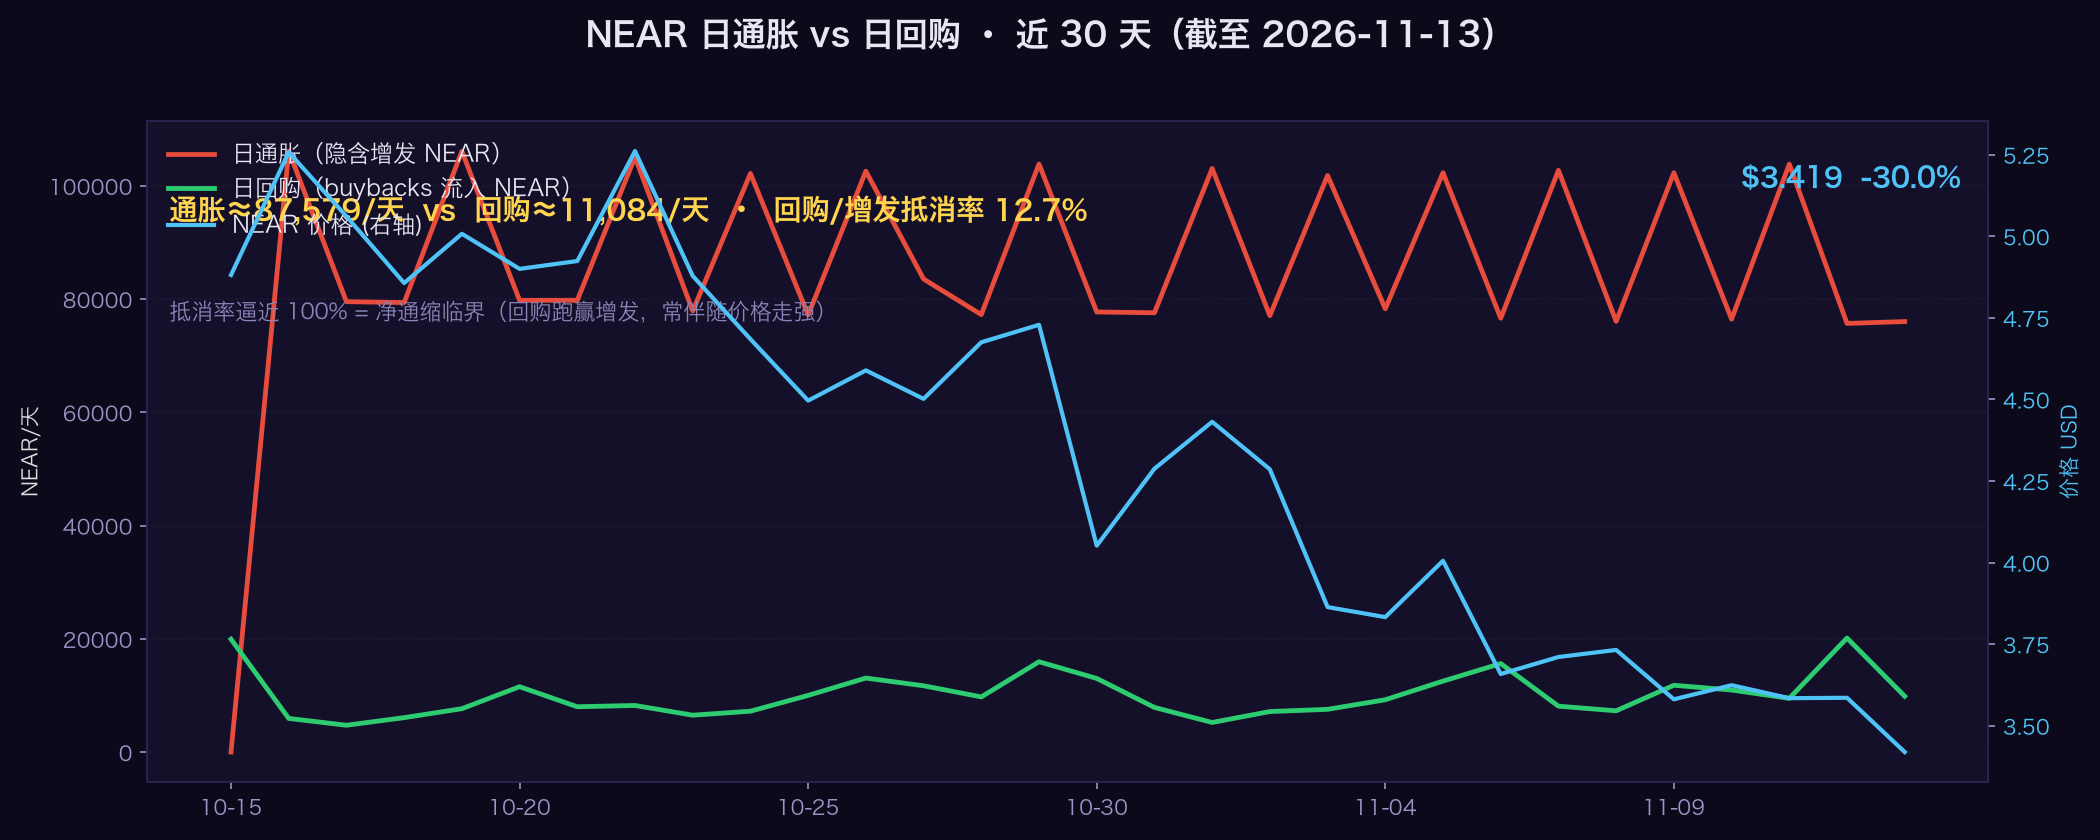 NEAR 日通胀 vs 日回购 · 近 30 天（截至 2026-11-13）
日通胀（隐含增发 NEAR）
日回购（buybacks 流入 NEAR）
NEAR 价格 (右轴)
通胀≈87,579/天 vs 回购≈11,084/天 · 回购/增发抵消率 12.7%
$3.419 -30.0%
抵消率逼近 100% = 净通缩临界（回购跑赢增发，常伴随价格走强）
NEAR/天
100000
80000
60000
40000
20000
0
价格 USD
5.25
5.00
4.75
4.50
4.25
4.00
3.75
3.50
10-15
10-20
10-25
10-30
11-04
11-09